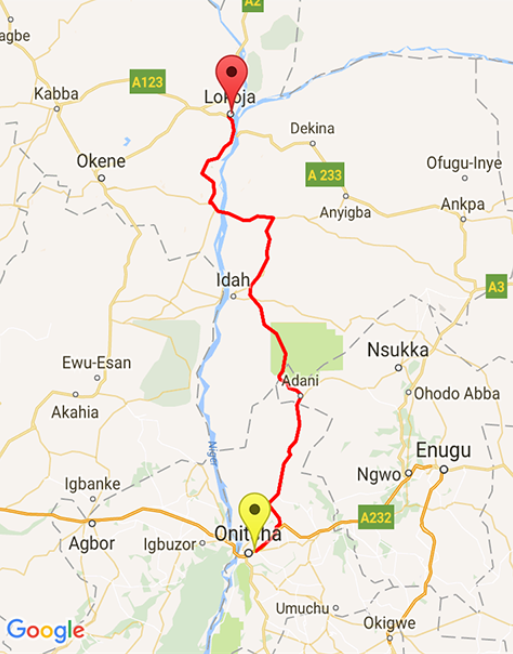 A2
agbe
A123
Kabba
Lokoja
Dekina
Okene
A 233
Ofugu-Inye
Anyigba
Ankpa
Idah
A3
Nsukka
Ewu-Esan
Adani
Akahia
Ohodo Abba
Niger
Enugu
Ngwo
Igbanke
A232
Agbor
Igbuzor
Onitsha
Umuchu
Okigwe
Google